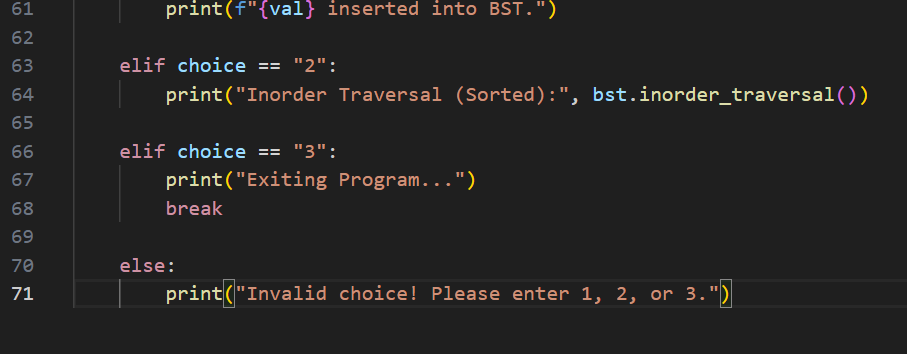 61 print(f"{val} inserted into BST.")
62
63 elif choice == "2":
64 print("Inorder Traversal (Sorted):", bst.inorder_traversal())
65
66 elif choice == "3":
67 print("Exiting Program...")
68 break
69
70 else:
71 print("Invalid choice! Please enter 1, 2, or 3.")